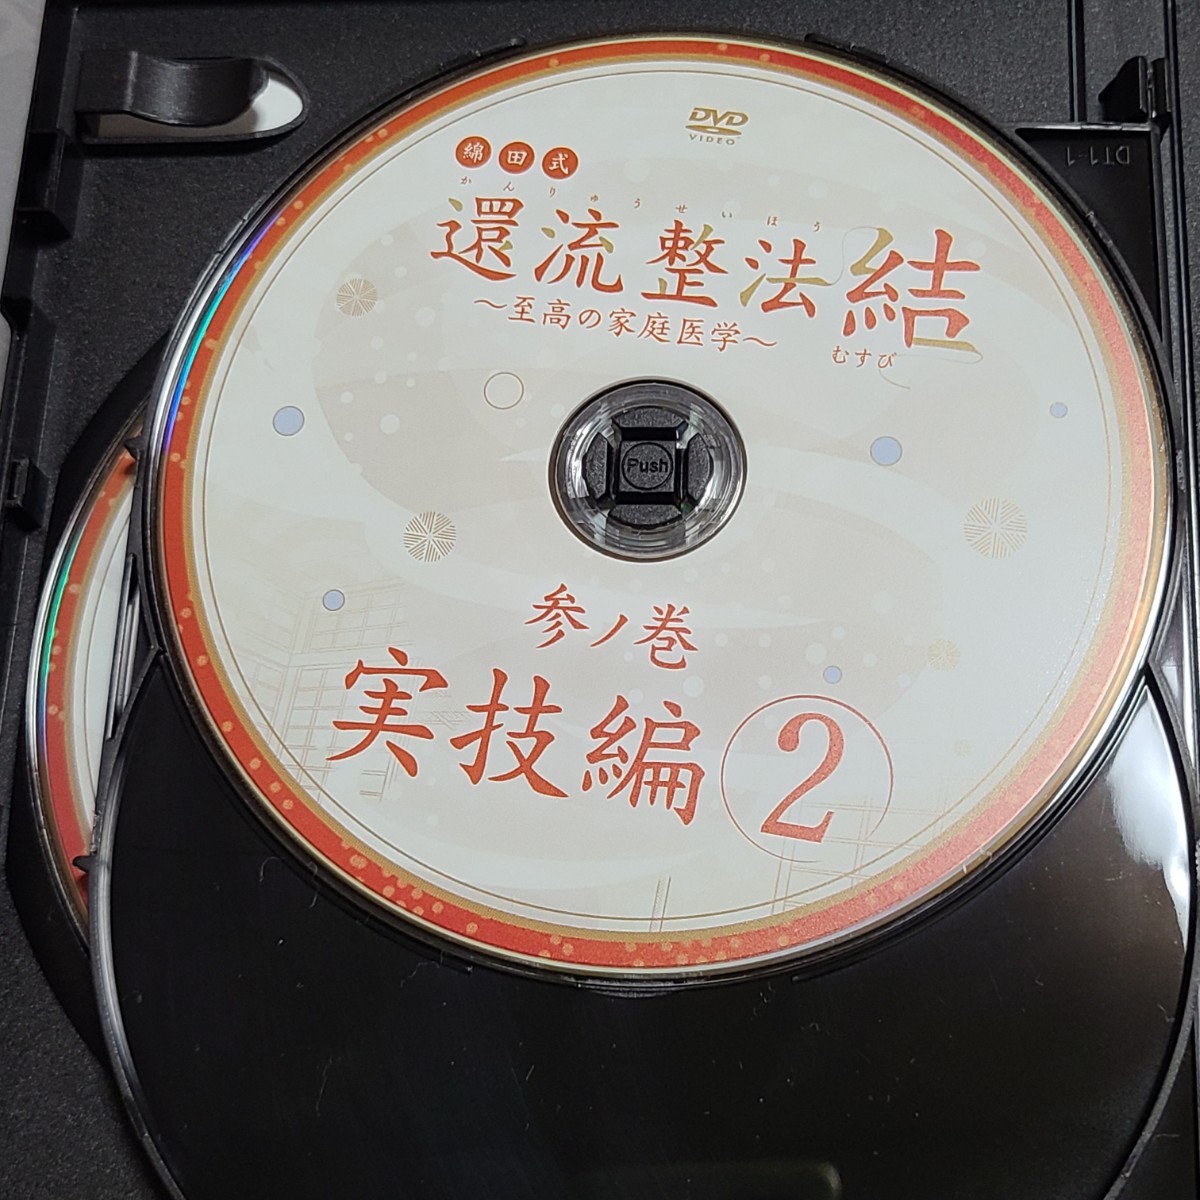 DVD
VIDEO
綿田式
かんりゅうせいほう
還流整法 結
むすび
～至高の家庭医学～
Push
参ノ巻
実技編②
DT1-1